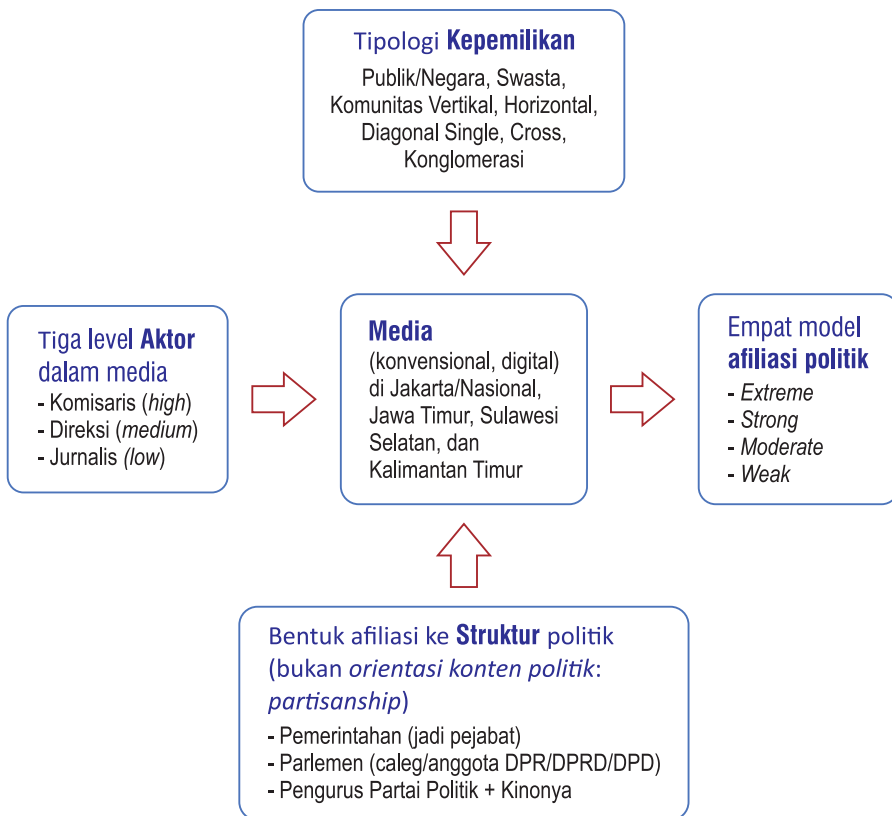 Tipologi Kepemilikan
Publik/Negara, Swasta,
Komunitas Vertikal, Horizontal,
Diagonal Single, Cross,
Konglomerasi
Tiga level Aktor
dalam media
- Komisaris (high)
- Direksi (medium)
- Jurnalis (low)
Media
(konvensional, digital)
di Jakarta/Nasional,
Jawa Timur, Sulawesi
Selatan, dan
Kalimantan Timur
Empat model
afiliasi politik
- Extreme
- Strong
- Moderate
- Weak
Bentuk afiliasi ke Struktur politik
(bukan orientasi konten politik:
partisanship)
- Pemerintahan (jadi pejabat)
- Parlemen (caleg/anggota DPR/DPRD/DPD)
- Pengurus Partai Politik + Kinonya